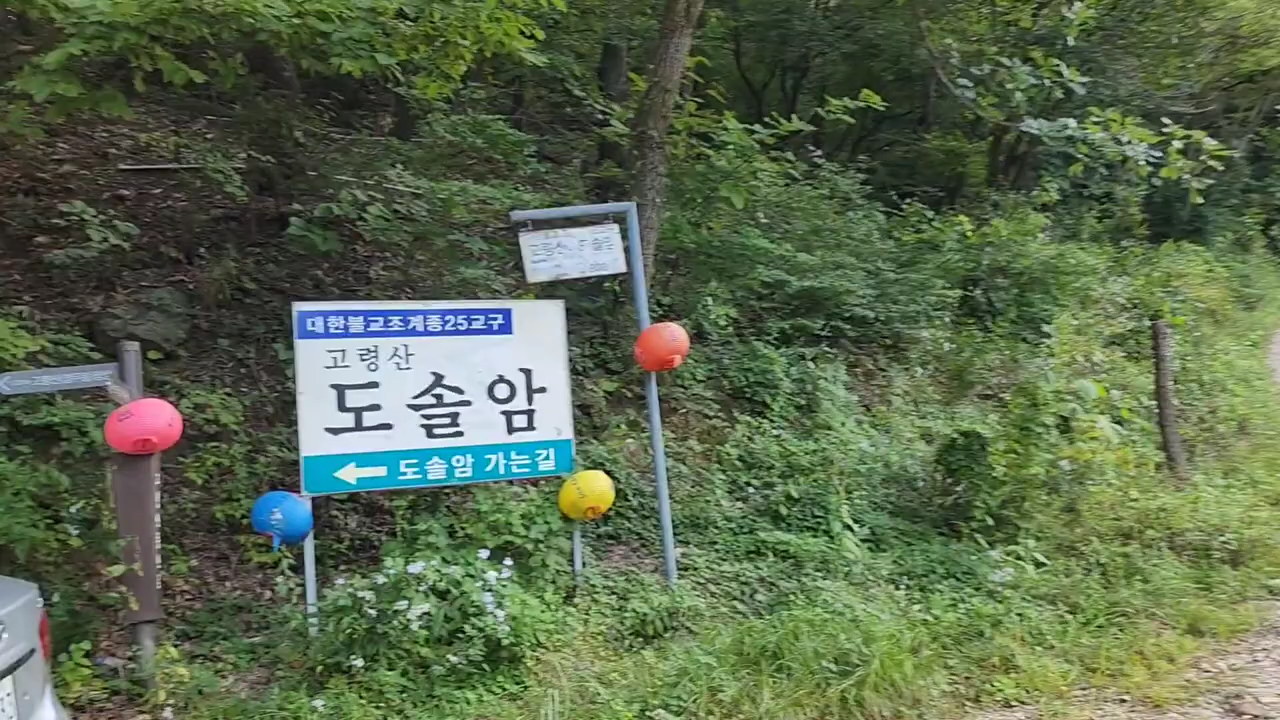 대한불교조계종25교구
고령산
도솔암
도솔암 가는길